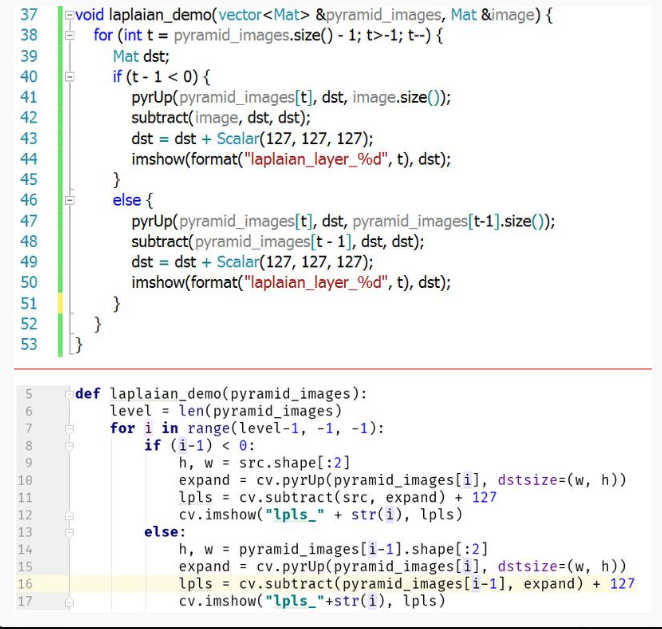 37 void laplaian_demo(vector<Mat> &pyramid_images, Mat &image) {
38 for (int t = pyramid_images.size() - 1; t>-1; t--) {
39 Mat dst;
40 if (t - 1 < 0) {
41 pyrUp(pyramid_images[t], dst, image.size());
42 subtract(image, dst, dst);
43 dst = dst + Scalar(127, 127, 127);
44 imshow(format("laplaian_layer_%d", t), dst);
45 }
46 else {
47 pyrUp(pyramid_images[t], dst, pyramid_images[t-1].size());
48 subtract(pyramid_images[t - 1], dst, dst);
49 dst = dst + Scalar(127, 127, 127);
50 imshow(format("laplaian_layer_%d", t), dst);
51 }
52 }
53 }
5 def laplaian_demo(pyramid_images):
6 level = len(pyramid_images)
7 for i in range(level-1, -1, -1):
8 if (i-1) < 0:
9 h, w = src.shape[:2]
10 expand = cv.pyrUp(pyramid_images[i], dstsize=(w, h))
11 lpls = cv.subtract(src, expand) + 127
12 cv.imshow("lpls_" + str(i), lpls)
13 else:
14 h, w = pyramid_images[i-1].shape[:2]
15 expand = cv.pyrUp(pyramid_images[i], dstsize=(w, h))
16 lpls = cv.subtract(pyramid_images[i-1], expand) + 127
17 cv.imshow("lpls_"+str(i), lpls)